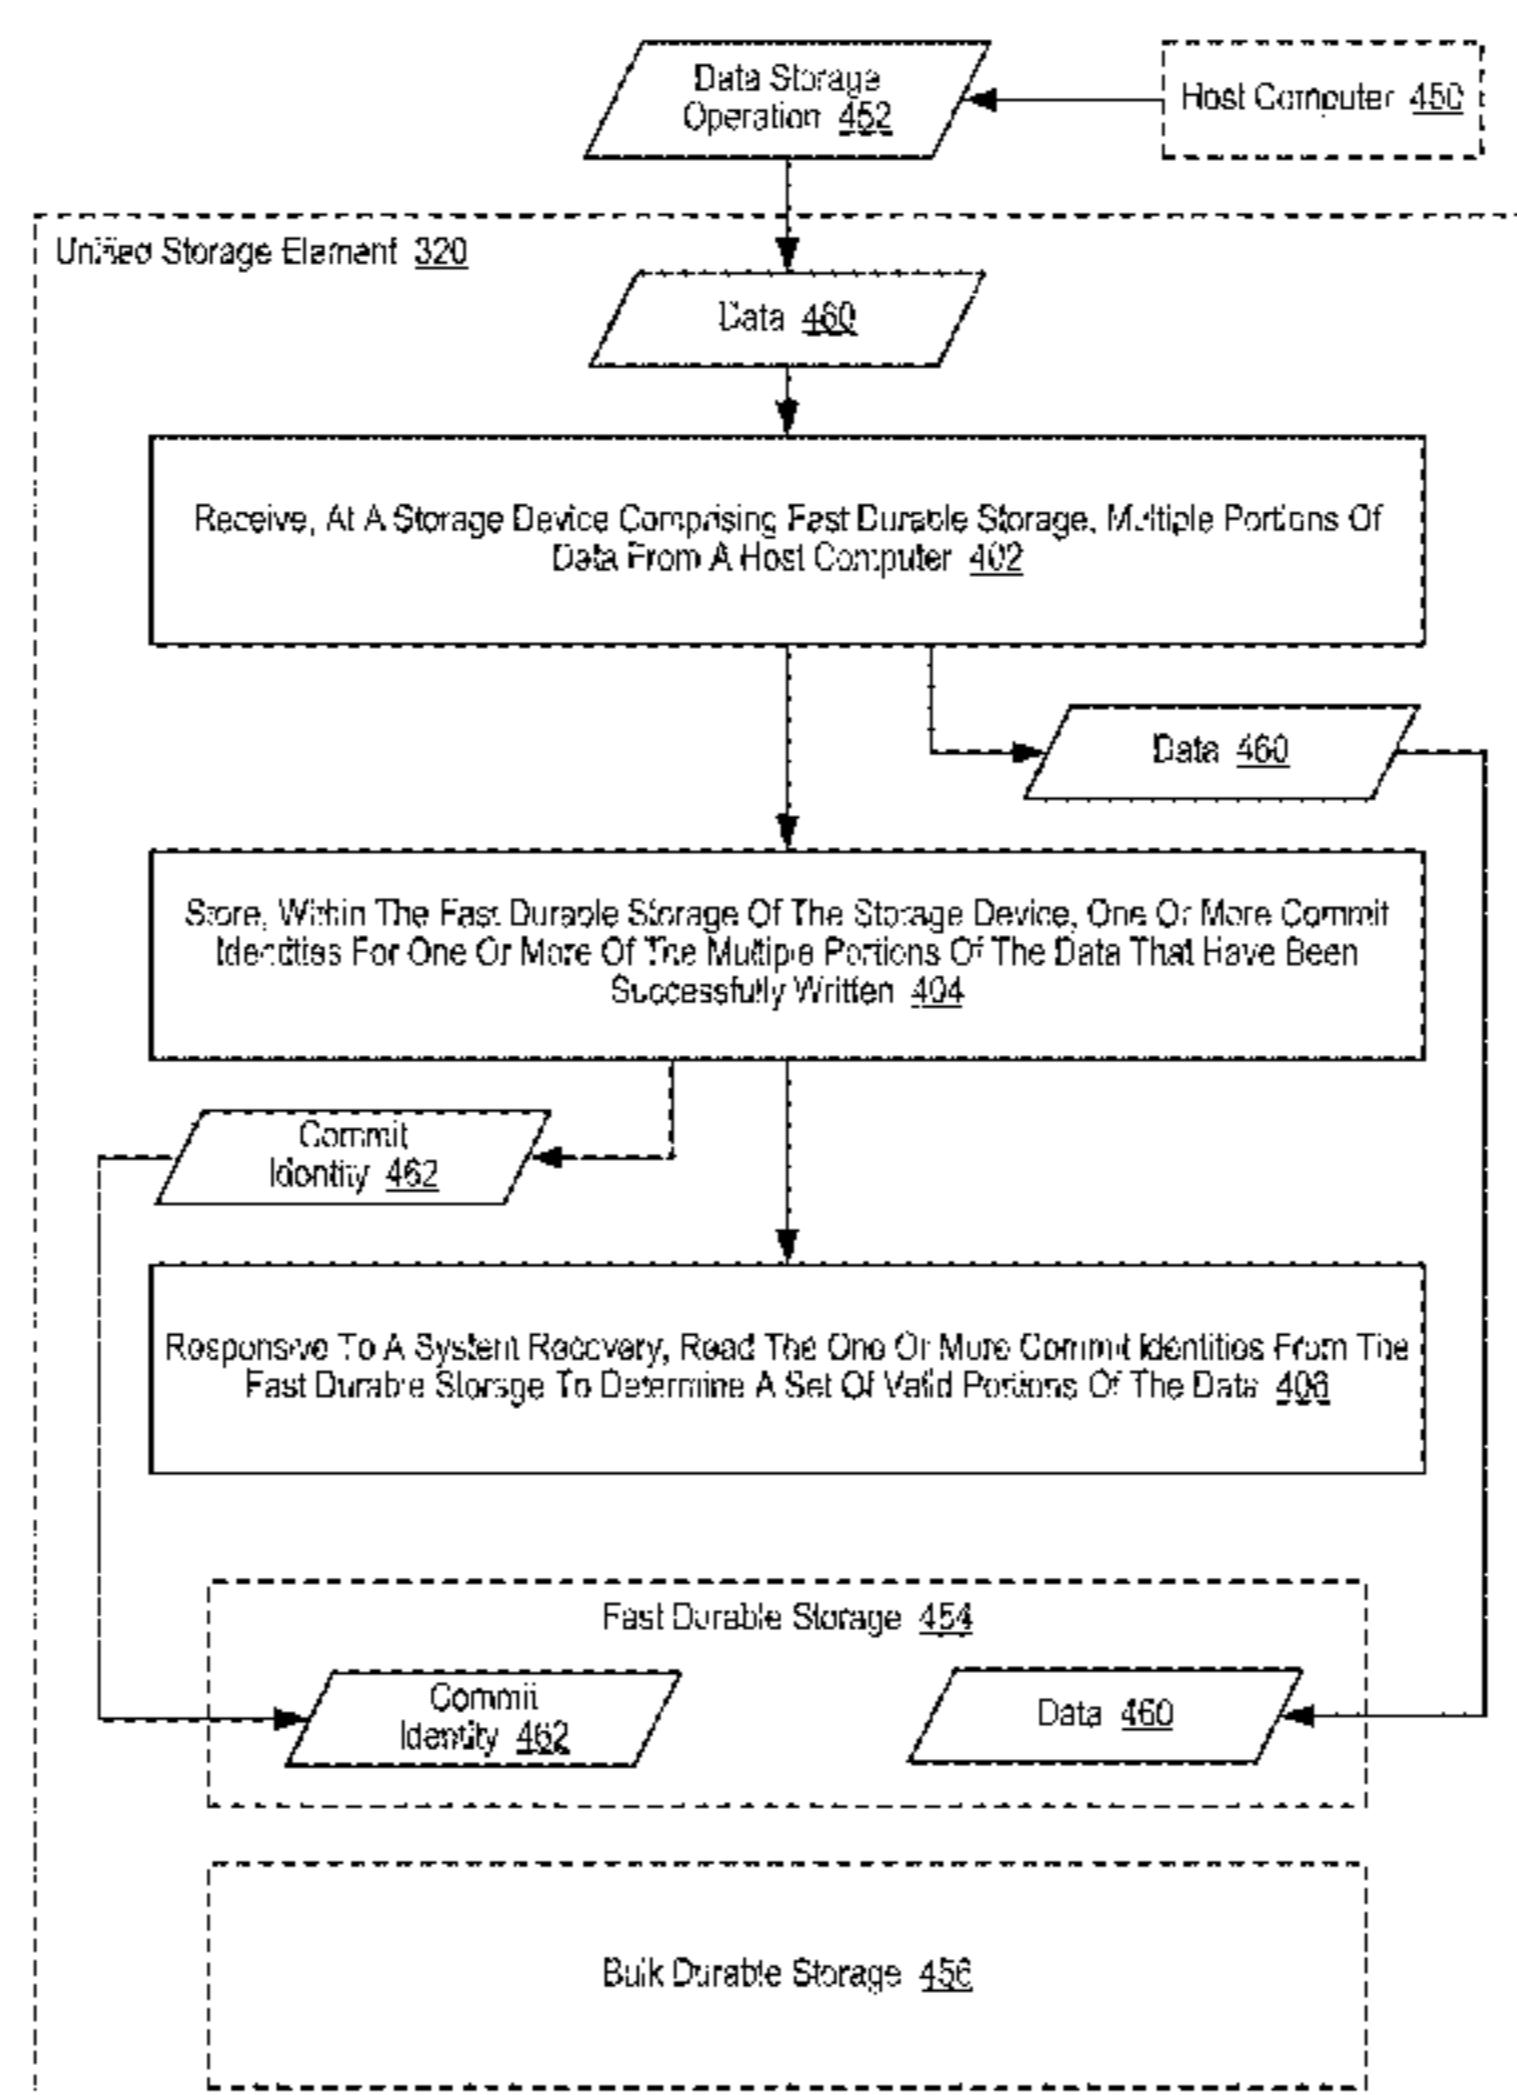 Data Storage
Operation 452
Host Computer 450
Unified Storage Element 320
Data 460
Receive, At A Storage Device Comprising Fast Durable Storage, Multiple Portions Of
Data From A Host Computer 402
Data 460
Store, Within The Fast Durable Storage Of The Storage Device, One Or More Commit
Identities For One Or More Of The Multiple Portions Of The Data That Have Been
Successfully Written 404
Commit
Identity 462
Responsive To A System Recovery, Read The One Or More Commit Identities From The
Fast Durable Storage To Determine A Set Of Valid Portions Of The Data 406
Fast Durable Storage 454
Commit
Identity 462
Data 460
Bulk Durable Storage 456